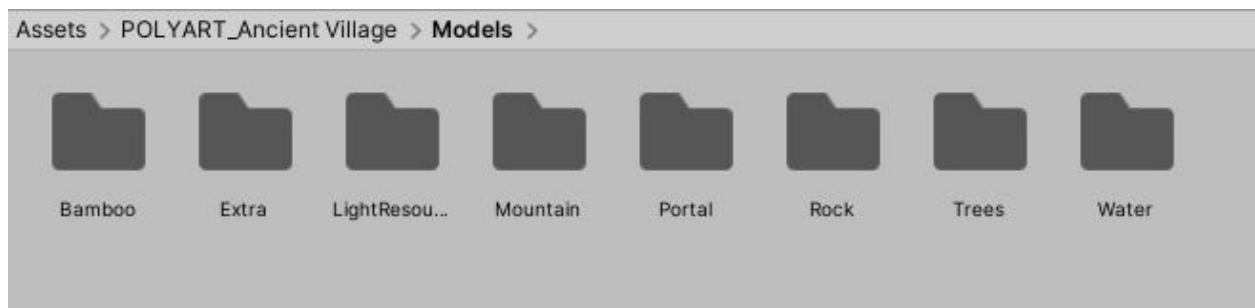 Assets > POLYART_Ancient Village > Models >
Bamboo Extra LightResou... Mountain Portal Rock Trees Water